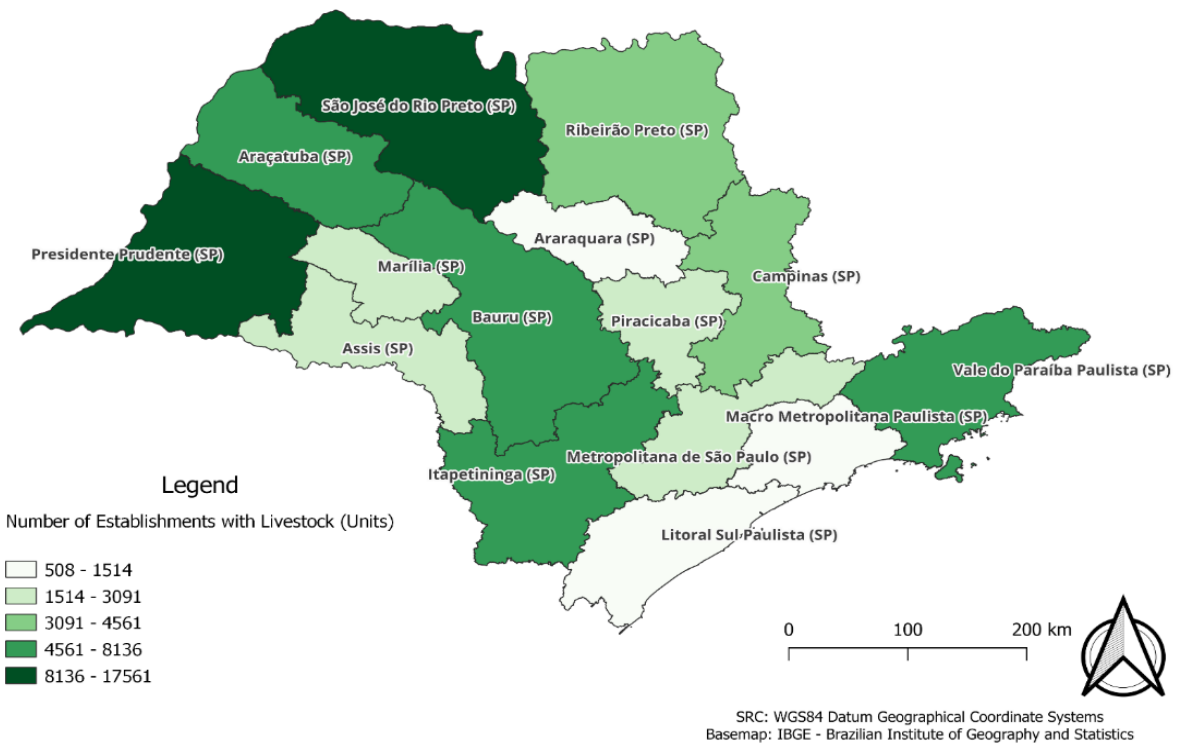 São José do Rio Preto (SP)
Ribeirão Preto (SP)
Araçatuba (SP)
Araraquara (SP)
Presidente Prudente (SP)
Marília (SP)
Campinas (SP)
Bauru (SP)
Piracicaba (SP)
Assis (SP)
Vale do Paraíba Paulista (SP)
Macro Metropolitana Paulista (SP)
Metropolitana de São Paulo (SP)
Itapetininga (SP)
Litoral Sul Paulista (SP)
Legend
Number of Establishments with Livestock (Units)
508 - 1514
1514 - 3091
3091 - 4561
4561 - 8136
8136 - 17561
0 100 200 km
SRC: WGS84 Datum Geographical Coordinate Systems
Basemap: IBGE - Brazilian Institute of Geography and Statistics